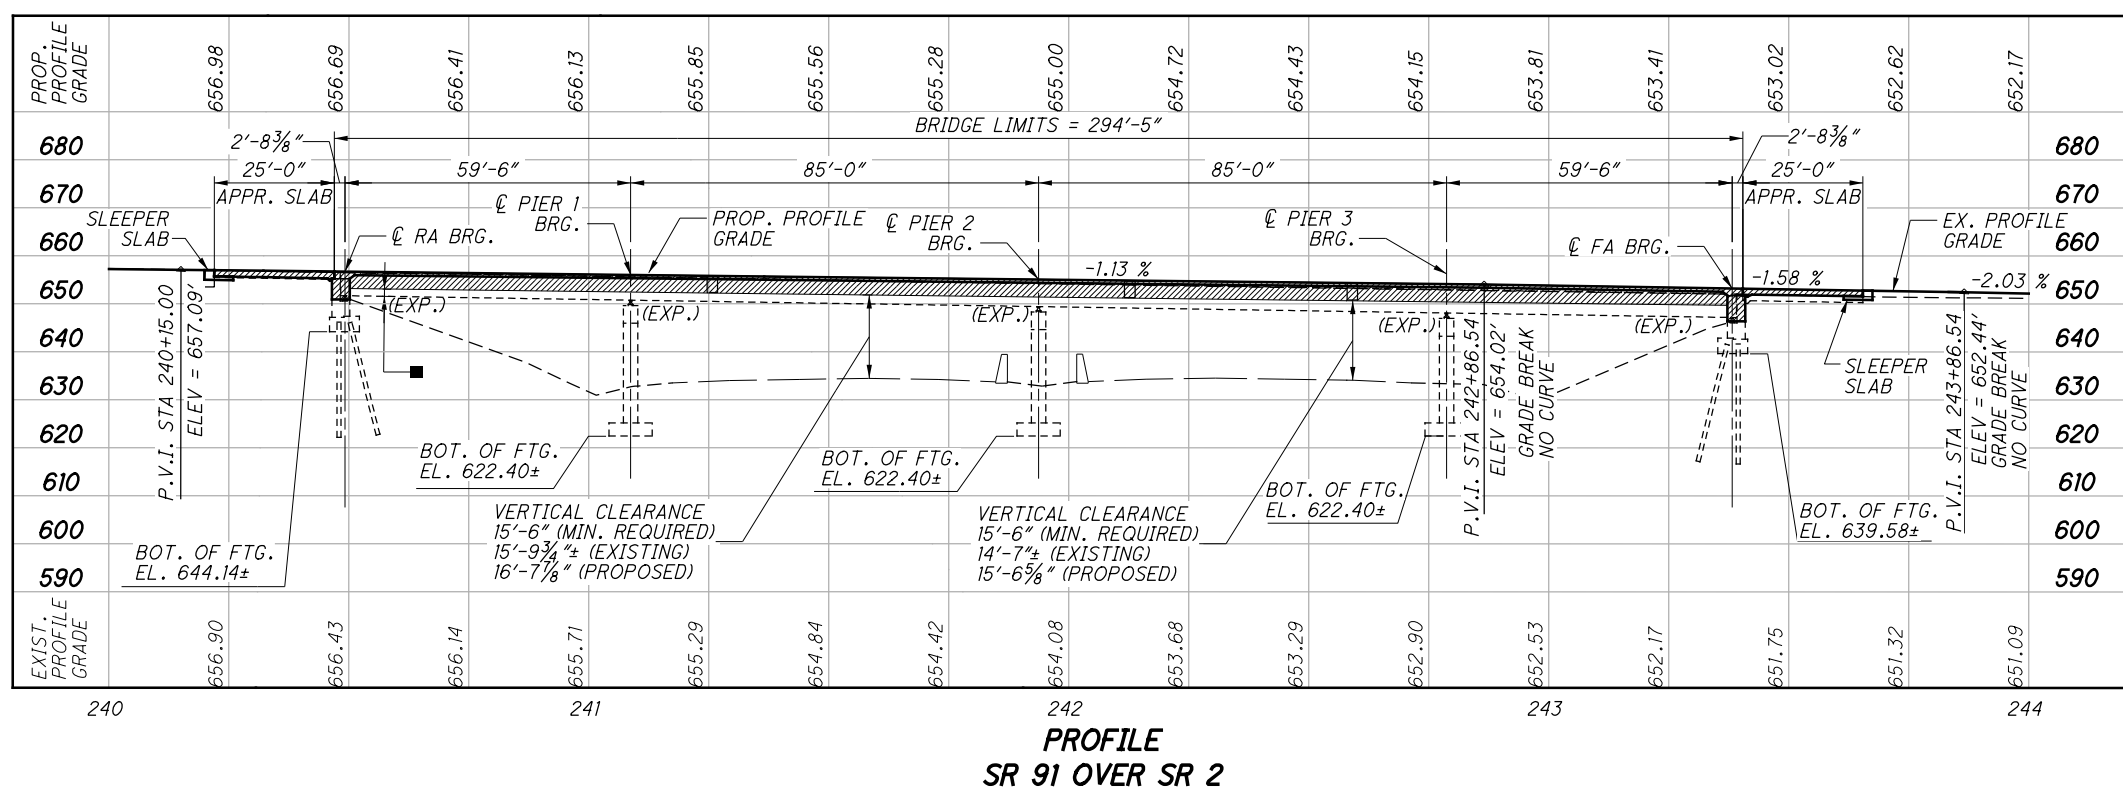 PROP.
PROFILE
GRADE
656.98
656.69
656.41
656.13
655.85
655.56
655.28
655.00
654.72
654.43
654.15
653.81
653.41
653.02
652.62
652.17
BRIDGE LIMITS = 294'-5"
2'-8⅜"
2'-8⅜"
680
680
25'-0"
59'-6"
85'-0"
85'-0"
59'-6"
25'-0"
670
APPR. SLAB
APPR. SLAB
670
SLEEPER
SLAB
℄ RA BRG.
℄ PIER 1
BRG.
PROP. PROFILE
GRADE
℄ PIER 2
BRG.
℄ PIER 3
BRG.
℄ FA BRG.
EX. PROFILE
GRADE
660
660
-1.13 %
-1.58 %
-2.03 %
650
650
(EXP.)
(EXP.)
(EXP.)
(EXP.)
(EXP.)
P.V.I. STA 240+15.00
ELEV = 657.09'
P.V.I. STA 242+86.54
ELEV = 654.02'
GRADE BREAK
NO CURVE
P.V.I. STA 243+86.54
ELEV = 652.44'
GRADE BREAK
NO CURVE
640
640
SLEEPER
SLAB
630
630
620
620
BOT. OF FTG.
EL. 622.40±
BOT. OF FTG.
EL. 622.40±
BOT. OF FTG.
EL. 622.40±
610
610
VERTICAL CLEARANCE
15'-6" (MIN. REQUIRED)
15'-9¾"± (EXISTING)
16'-7⅞" (PROPOSED)
VERTICAL CLEARANCE
15'-6" (MIN. REQUIRED)
14'-7"± (EXISTING)
15'-6⅝" (PROPOSED)
BOT. OF FTG.
EL. 639.58±
600
600
BOT. OF FTG.
EL. 644.14±
590
590
EXIST.
PROFILE
GRADE
656.90
656.43
656.14
655.71
655.29
654.84
654.42
654.08
653.68
653.29
652.90
652.53
652.17
651.75
651.32
651.09
240
241
242
243
244
PROFILE
SR 91 OVER SR 2